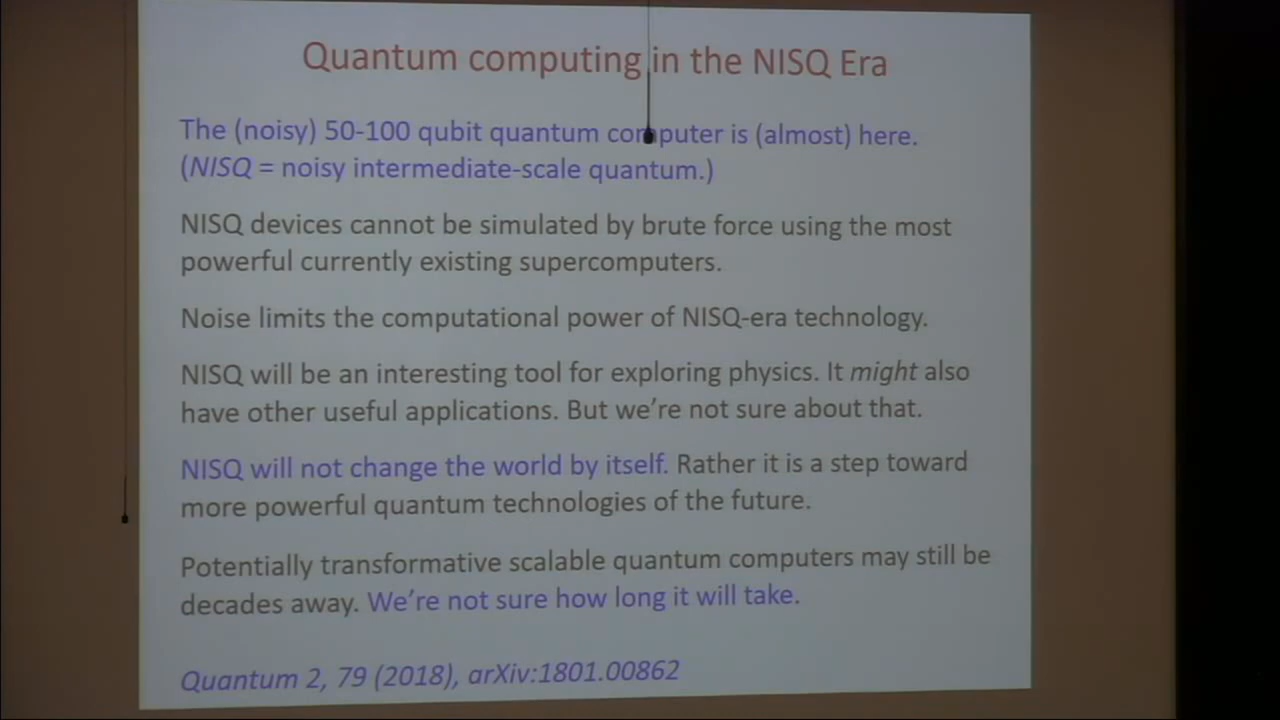 Quantum computing in the NISQ Era
The (noisy) 50-100 qubit quantum computer is (almost) here.
(NISQ = noisy intermediate-scale quantum.)
NISQ devices cannot be simulated by brute force using the most
powerful currently existing supercomputers.
Noise limits the computational power of NISQ-era technology.
NISQ will be an interesting tool for exploring physics. It might also
have other useful applications. But we're not sure about that.
NISQ will not change the world by itself. Rather it is a step toward
more powerful quantum technologies of the future.
Potentially transformative scalable quantum computers may still be
decades away. We're not sure how long it will take.
Quantum 2, 79 (2018), arXiv:1801.00862